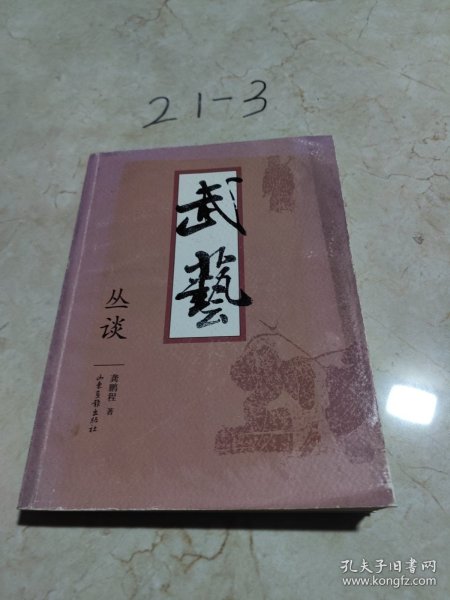 21-3
武藝
丛谈
龚鹏程 著
山东画报出版社
孔夫子旧书网
www.kongfz.com